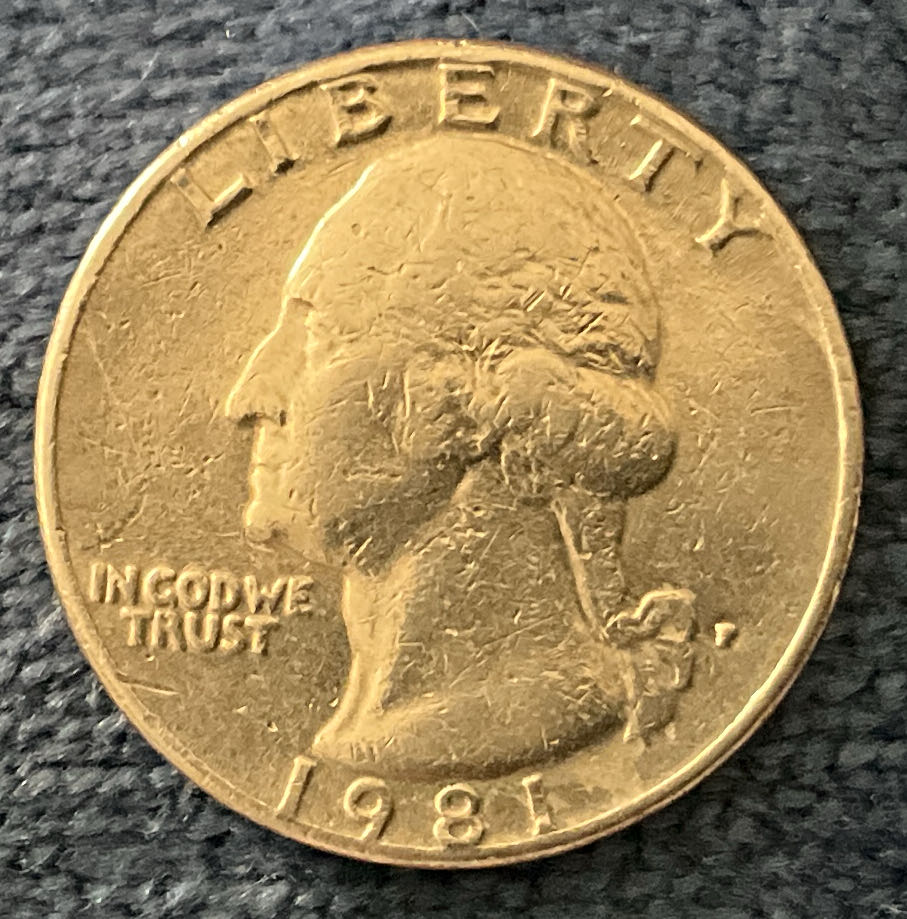 LIBERTY
IN GOD WE
TRUST
P
1981